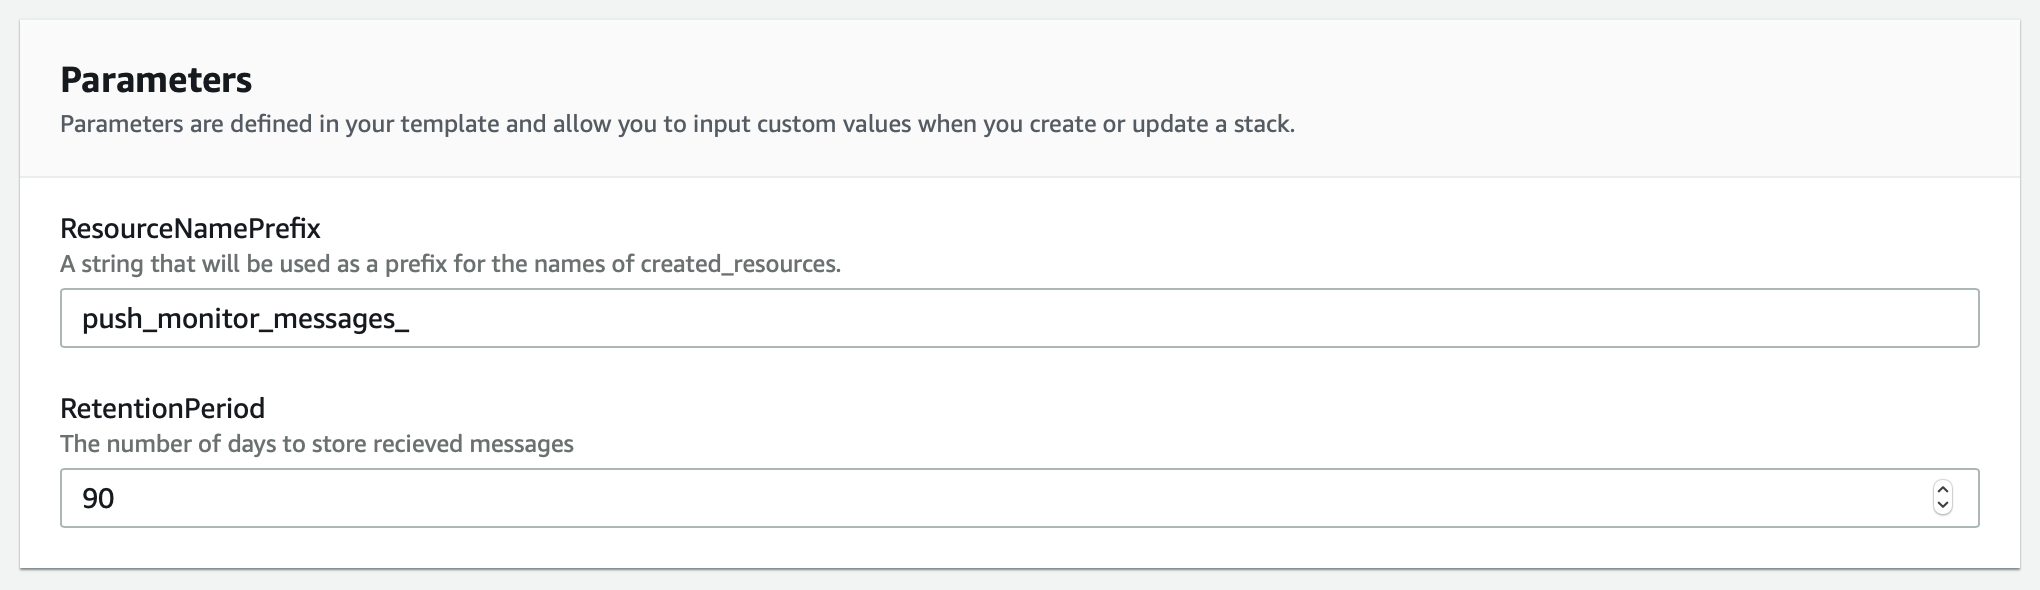 Parameters
Parameters are defined in your template and allow you to input custom values when you create or update a stack.
ResourceNamePrefix
A string that will be used as a prefix for the names of created_resources.
push_monitor_messages_
RetentionPeriod
The number of days to store recieved messages
90